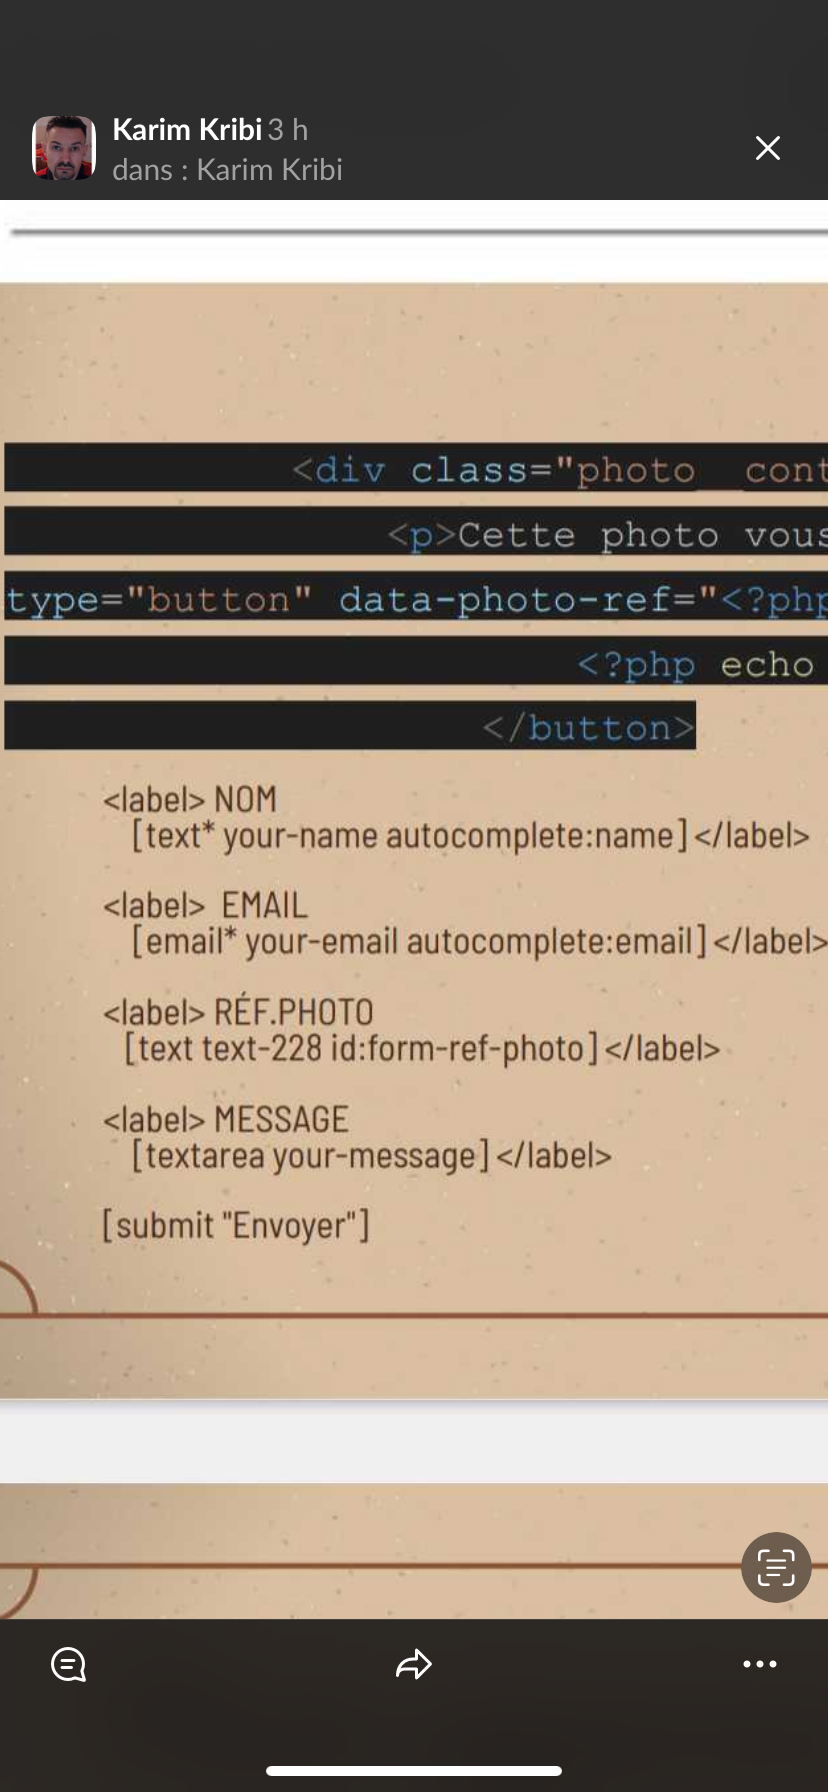 Karim Kribi 3 h
dans : Karim Kribi
<div class="photo__cont
<p>Cette photo vous
type="button" data-photo-ref="<?php
<?php echo
</button>
<label> NOM
[text* your-name autocomplete:name] </label>
<label> EMAIL
[email* your-email autocomplete:email] </label>
<label> RÉF.PHOTO
[text text-228 id:form-ref-photo] </label>
<label> MESSAGE
[textarea your-message] </label>
[submit "Envoyer"]